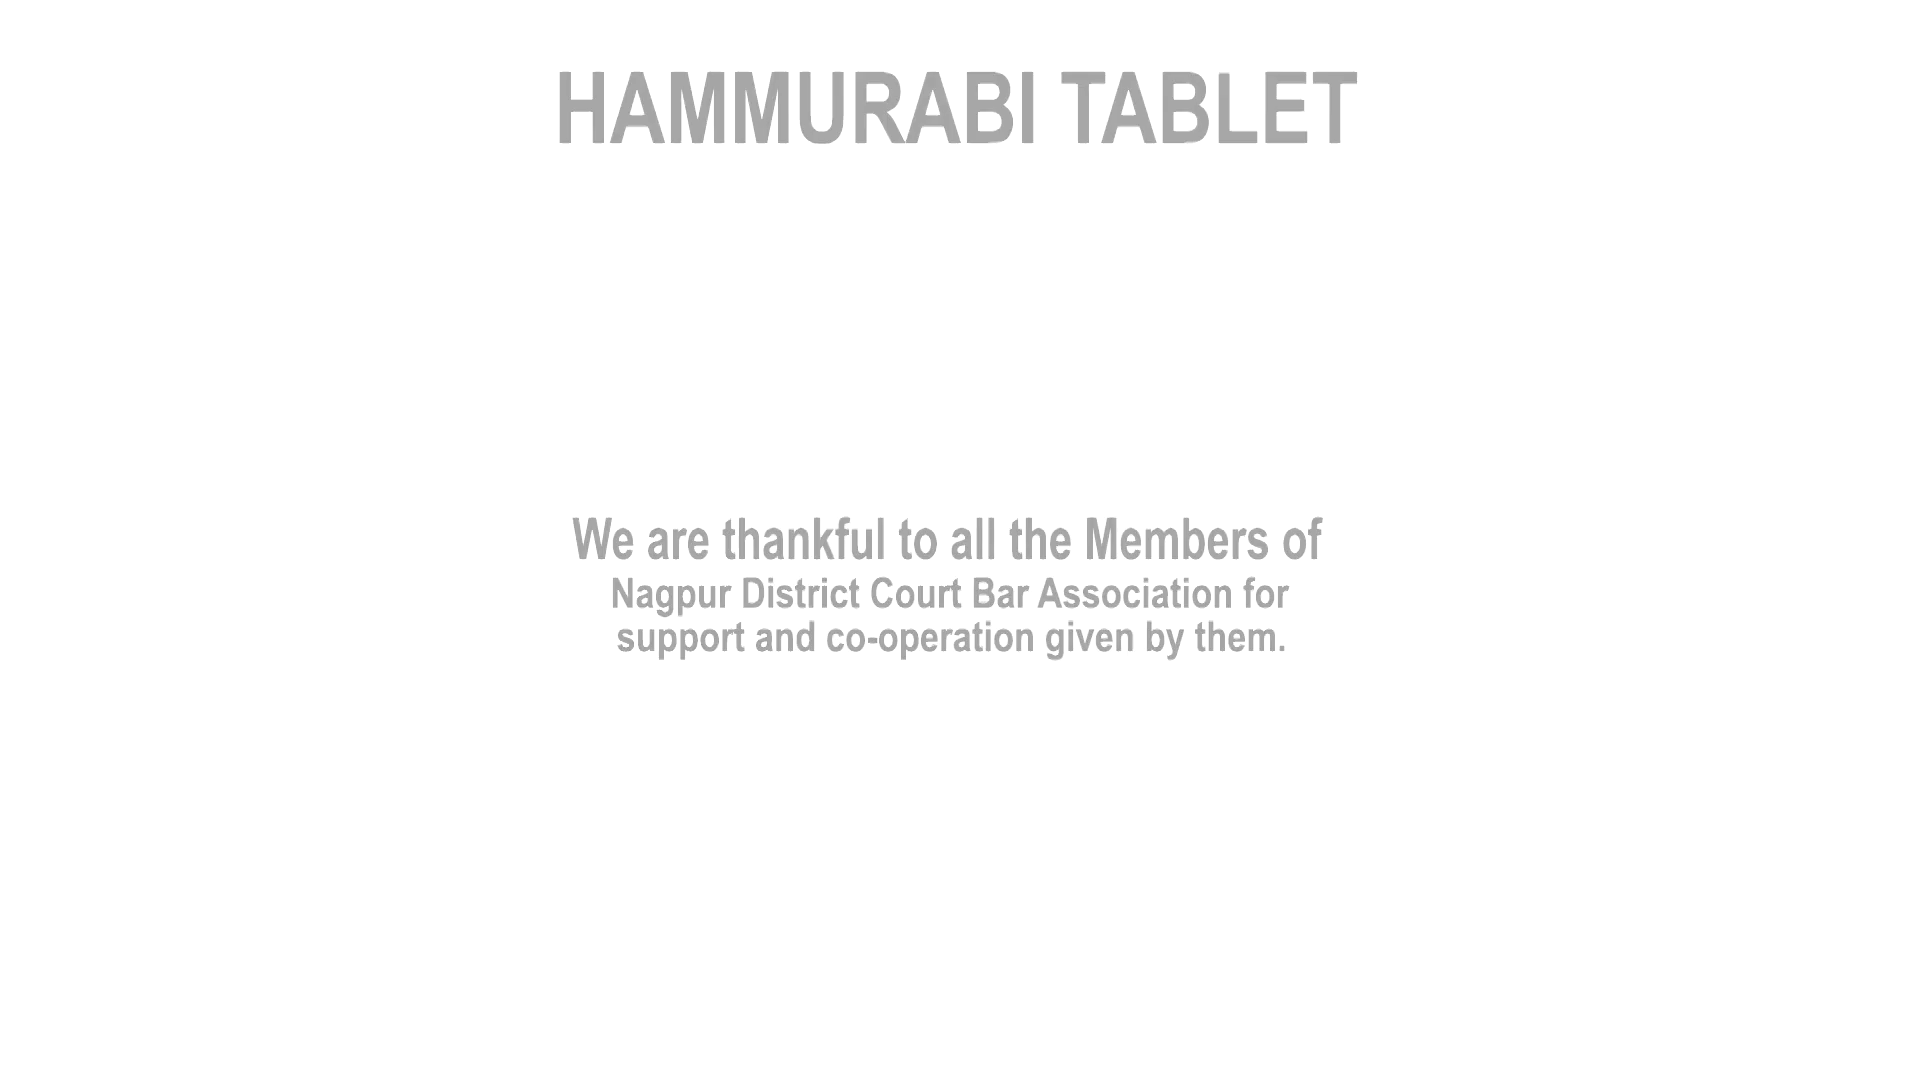 HAMMURABI TABLET
We are thankful to all the Members of
Nagpur District Court Bar Association for
support and co-operation given by them.